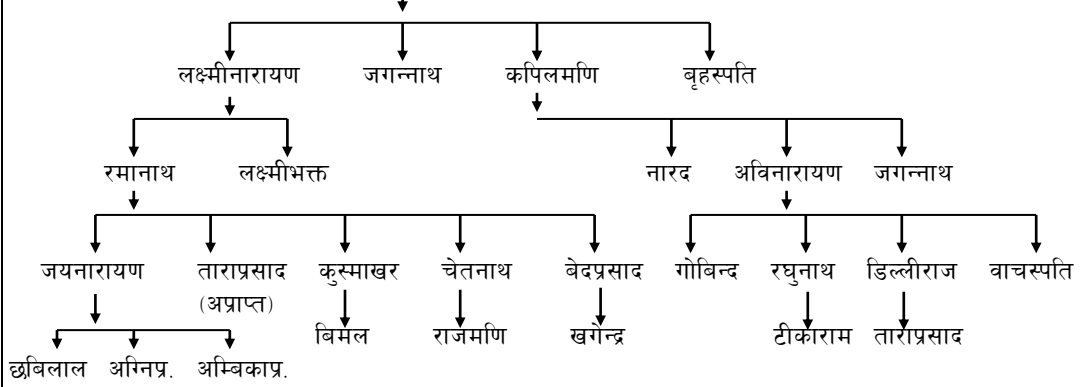 लक्ष्मीनारायण जगन्नाथ कपिलमणि बृहस्पति
रमानाथ लक्ष्मीभक्त नारद अविनारायण जगन्नाथ
जयनारायण ताराप्रसाद कुस्माखर चेतनाथ बेदप्रसाद गोबिन्द रघुनाथ डिल्लीराज वाचस्पति
(अप्राप्त)
बिमल राजमणि खगेन्द्र टीकाराम ताराप्रसाद
छबिलाल अग्निप्र. अम्बिकाप्र.